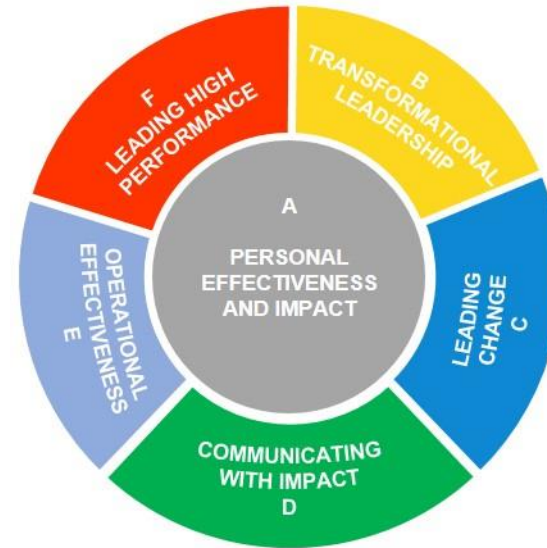 A
PERSONAL
EFFECTIVENESS
AND IMPACT
B
TRANSFORMATIONAL
LEADERSHIP
LEADING
CHANGE
C
COMMUNICATING
WITH IMPACT
D
OPERATIONAL
EFFECTIVENESS
E
F
LEADING HIGH
PERFORMANCE